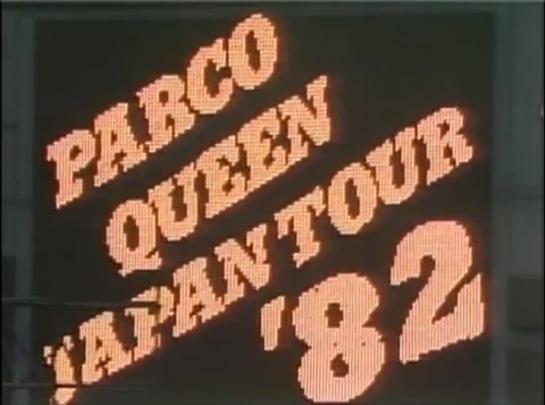 PARCO
QUEEN
JAPAN TOUR
'82